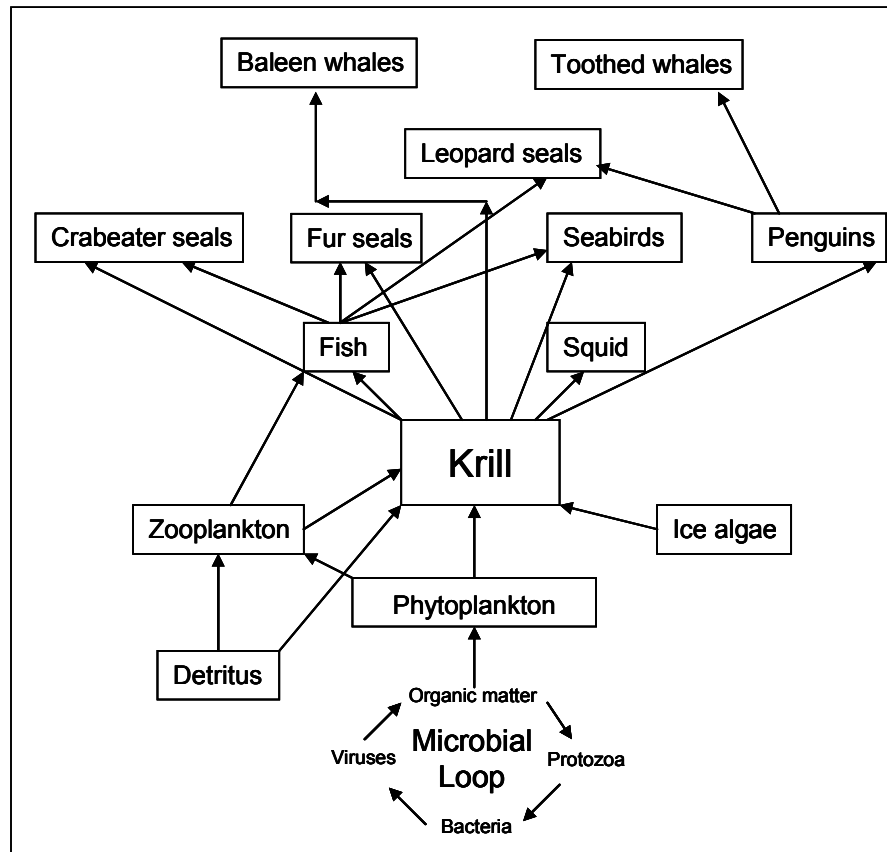 Baleen whales
Toothed whales
Leopard seals
Crabeater seals
Fur seals
Seabirds
Penguins
Fish
Squid
Krill
Zooplankton
Ice algae
Phytoplankton
Detritus
Organic matter
Viruses
Microbial
Loop
Protozoa
Bacteria